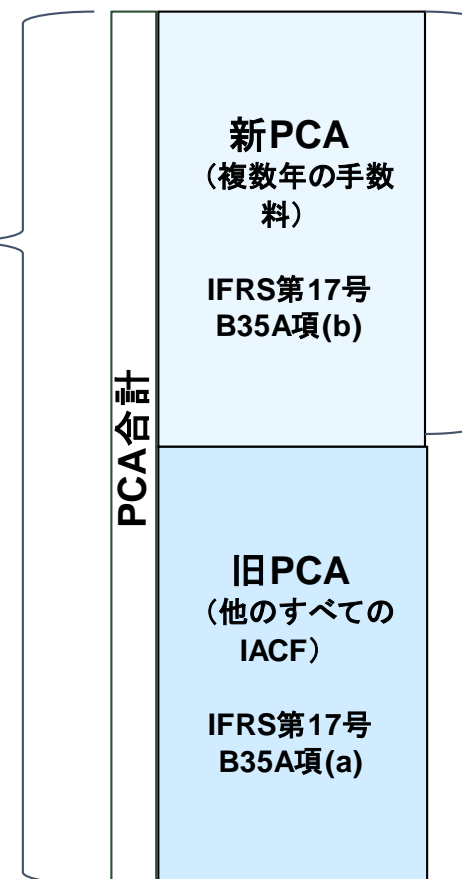 PCA合計
新PCA
（複数年の手数
料）
IFRS第17号
B35A項(b)
旧PCA
（他のすべての
IACF）
IFRS第17号
B35A項(a)